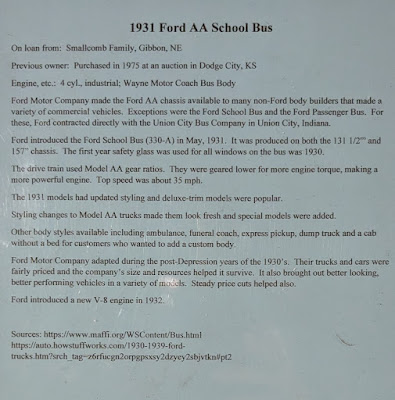 1931 Ford AA School Bus
On loan from: Smallcomb Family, Gibbon, NE
Previous owner: Purchased in 1975 at an auction in Dodge City, KS
Engine, etc.: 4 cyl., industrial; Wayne Motor Coach Bus Body
Ford Motor Company made the Ford AA chassis available to many non-Ford body builders that made a
variety of commercial vehicles. Exceptions were the Ford School Bus and the Ford Passenger Bus. For
these, Ford contracted directly with the Union City Bus Company in Union City, Indiana.
Ford introduced the Ford School Bus (330-A) in May, 1931. It was produced on both the 131 1/2" and
157" chassis. The first year safety glass was used for all windows on the bus was 1930.
The drive train used Model AA gear ratios. They were geared lower for more engine torque, making a
more powerful engine. Top speed was about 35 mph.
The 1931 models had updated styling and deluxe-trim models were popular.
Styling changes to Model AA trucks made them look fresh and special models were added.
Other body styles available including ambulance, funeral coach, express pickup, dump truck and a cab
without a bed for customers who wanted to add a custom body.
Ford Motor Company adapted during the post-Depression years of the 1930's. Their trucks and cars were
fairly priced and the company's size and resources helped it survive. It also brought out better looking,
better performing vehicles in a variety of models. Steady price cuts helped also.
Ford introduced a new V-8 engine in 1932.
Sources: https://www.maffi.org/WSContent/Bus.html
https://auto.howstuffworks.com/1930-1939-ford-
trucks.htm?srch_tag=z6rfucgn2orpgpsxsy2dzyey2sbjvtkn#pt2